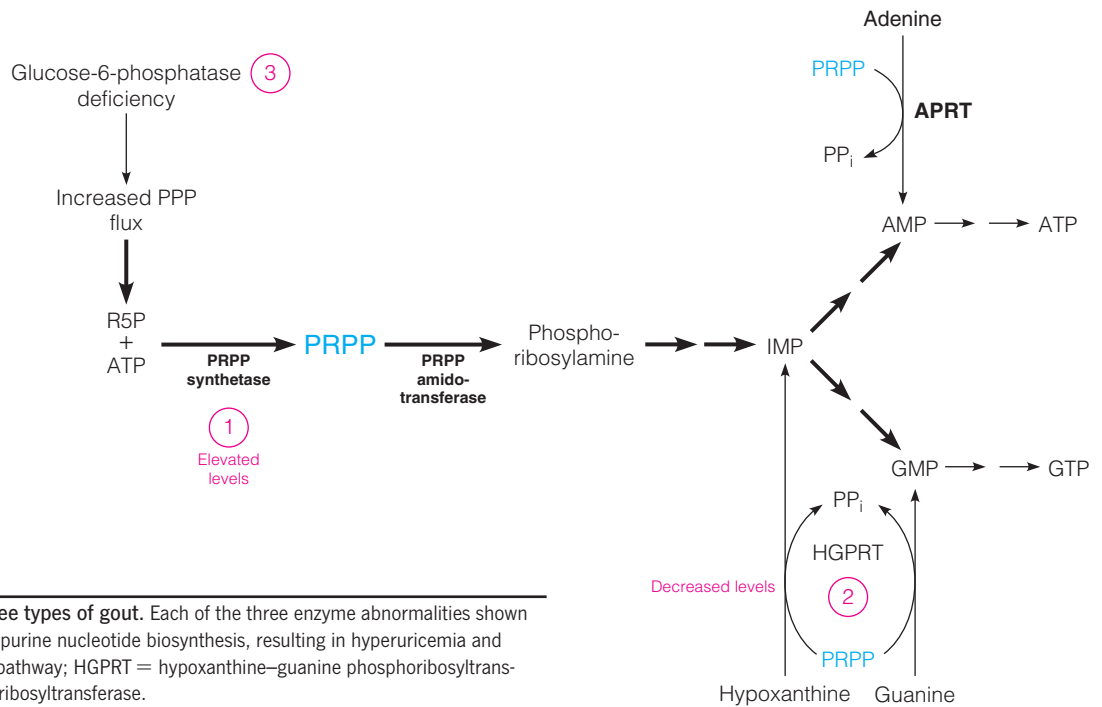 Adenine
PRPP
APRT
PPi
AMP
ATP
Glucose-6-phosphatase 3
deficiency
Increased PPP
flux
R5P
+
ATP
PRPP
synthetase
1
Elevated
levels
PRPP
PRPP
amido-
transferase
Phospho-
ribosylamine
IMP
GMP
GTP
PPi
HGPRT
Decreased levels
2
PRPP
Hypoxanthine Guanine
ee types of gout. Each of the three enzyme abnormalities shown
purine nucleotide biosynthesis, resulting in hyperuricemia and
pathway; HGPRT = hypoxanthine–guanine phosphoribosyltrans-
ribosyltransferase.